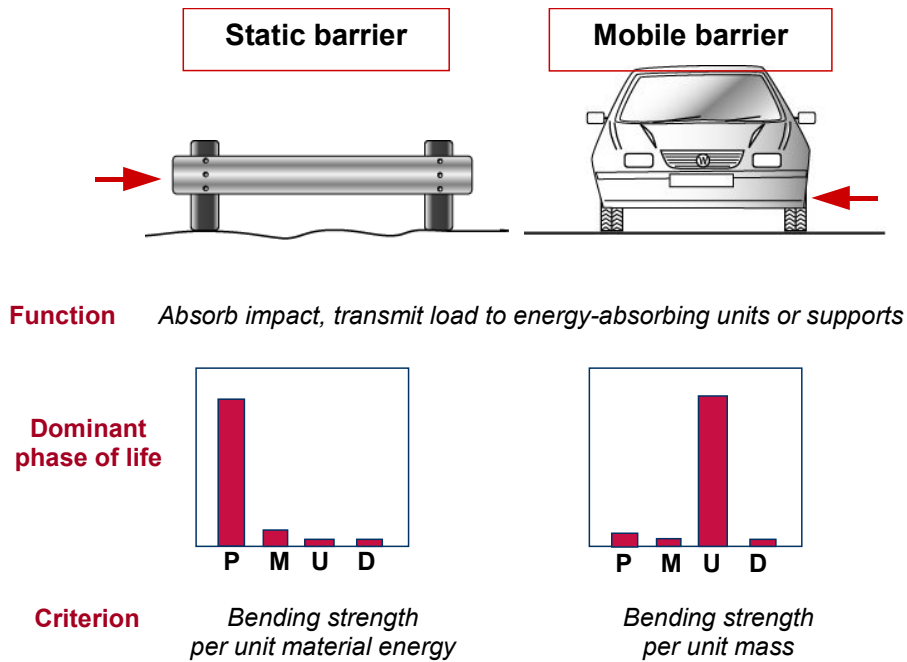 Static barrier
Mobile barrier
W
Function
Absorb impact, transmit load to energy-absorbing units or supports
Dominant
phase of life
P M U D
P M U D
Criterion
Bending strength
per unit material energy
Bending strength
per unit mass